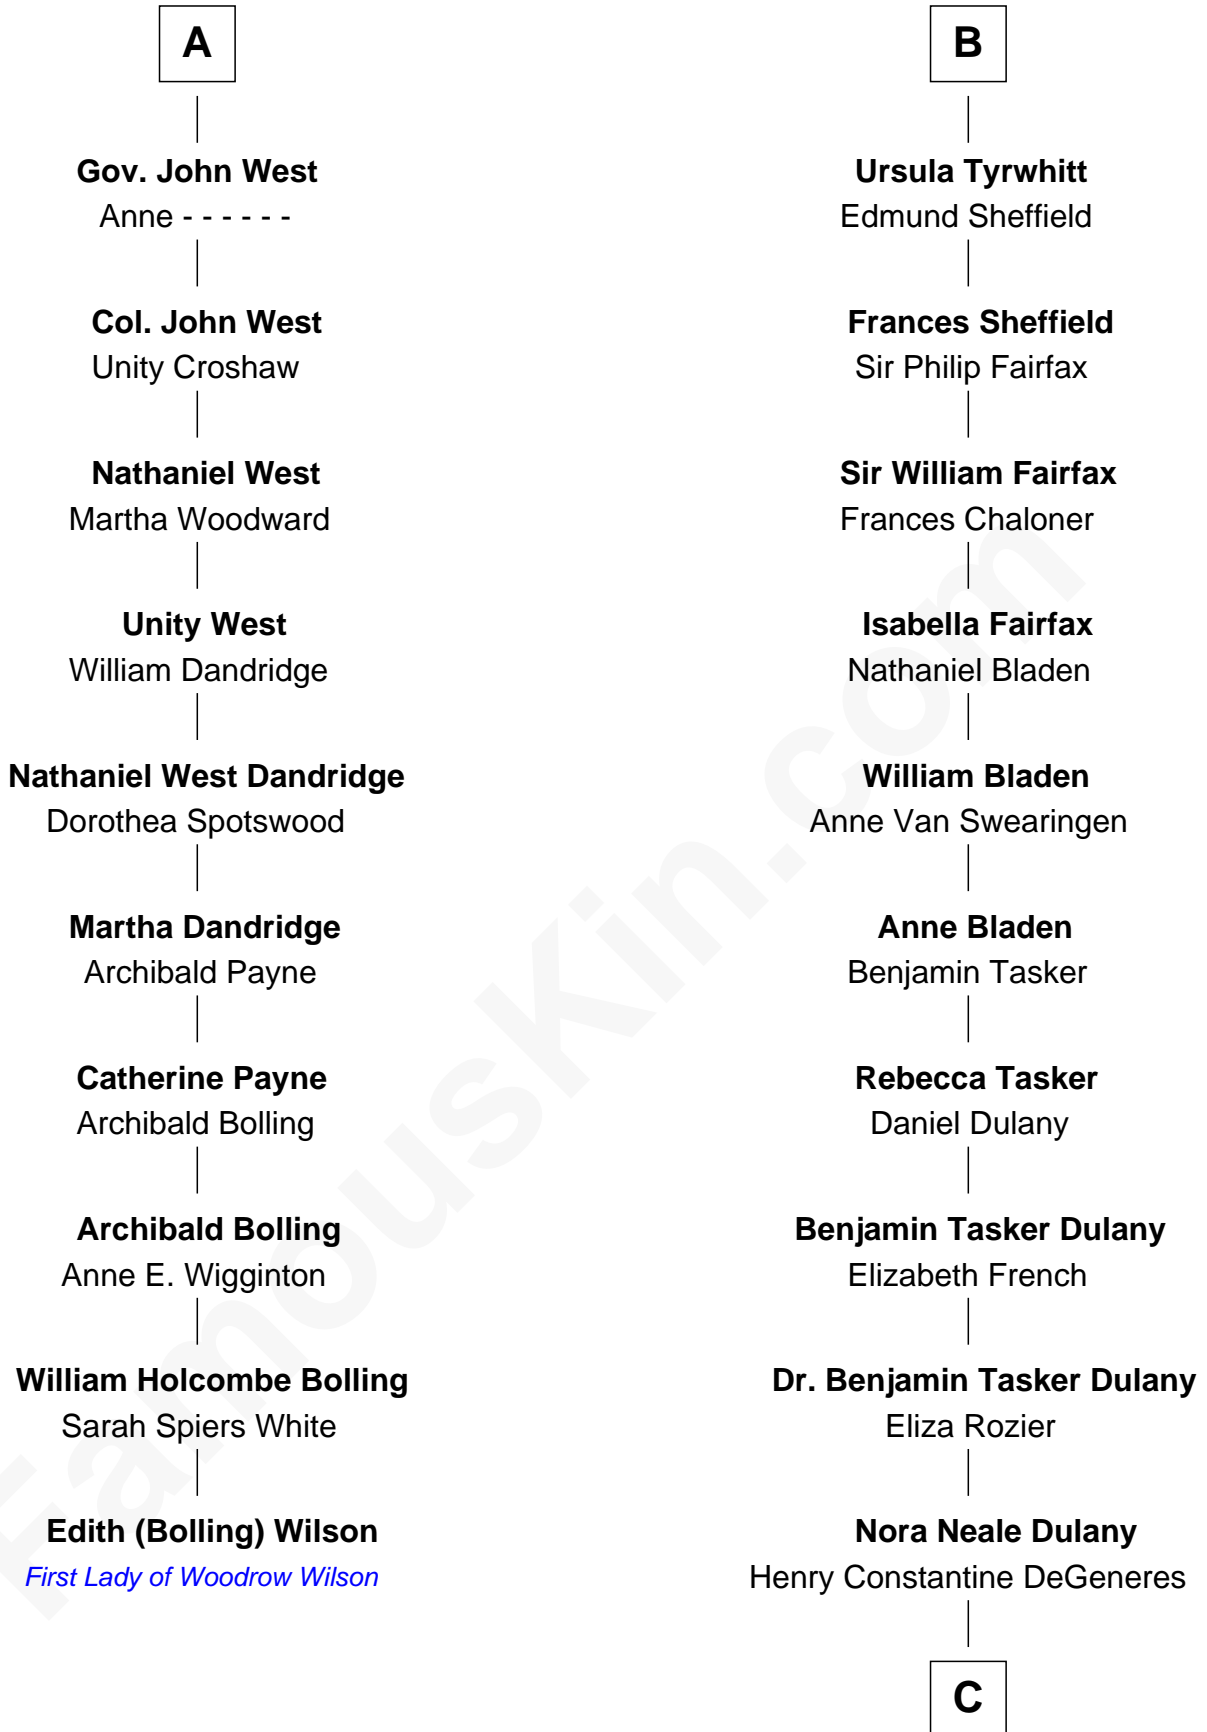 A
Gov. John West
Anne - - - - - -
Col. John West
Unity Croshaw
Nathaniel West
Martha Woodward
Unity West
William Dandridge
Nathaniel West Dandridge
Dorothea Spotswood
Martha Dandridge
Archibald Payne
Catherine Payne
Archibald Bolling
Archibald Bolling
Anne E. Wigginton
William Holcombe Bolling
Sarah Spiers White
Edith (Bolling) Wilson
First Lady of Woodrow Wilson
B
Ursula Tyrwhitt
Edmund Sheffield
Frances Sheffield
Sir Philip Fairfax
Sir William Fairfax
Frances Chaloner
Isabella Fairfax
Nathaniel Bladen
William Bladen
Anne Van Swearingen
Anne Bladen
Benjamin Tasker
Rebecca Tasker
Daniel Dulany
Benjamin Tasker Dulany
Elizabeth French
Dr. Benjamin Tasker Dulany
Eliza Rozier
Nora Neale Dulany
Henry Constantine DeGeneres
C
FamousKin.com